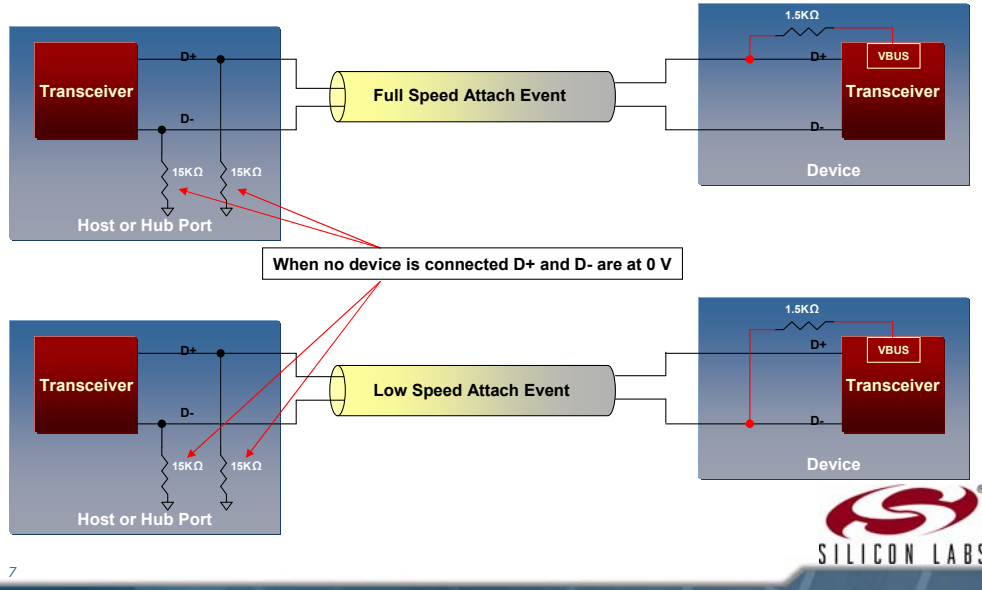 1.5KΩ
D+
D+
VBUS
Transceiver
Full Speed Attach Event
Transceiver
D-
D-
15KΩ
15KΩ
Device
Host or Hub Port
When no device is connected D+ and D- are at 0 V
1.5KΩ
D+
D+
VBUS
Transceiver
Low Speed Attach Event
Transceiver
D-
D-
15KΩ
15KΩ
Device
Host or Hub Port
®
SILICON LABS
7